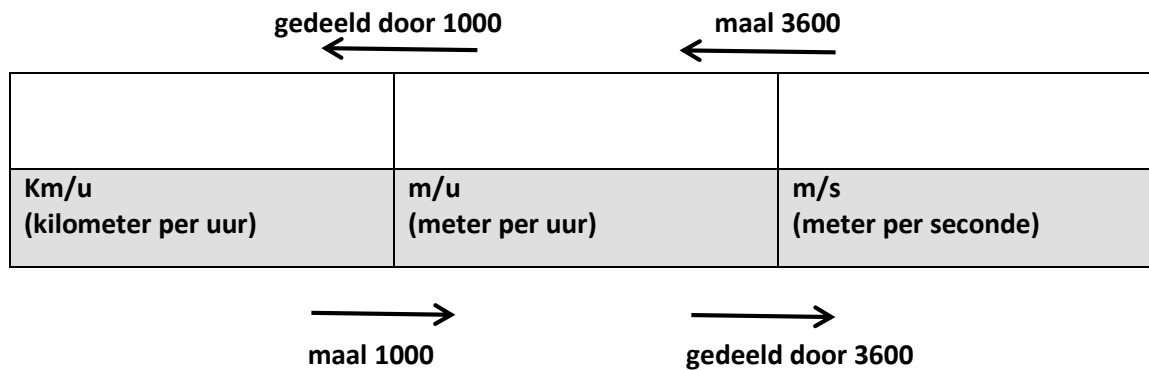 gedeeld door 1000
maal 3600
Km/u
(kilometer per uur)
m/u
(meter per uur)
m/s
(meter per seconde)
maal 1000
gedeeld door 3600